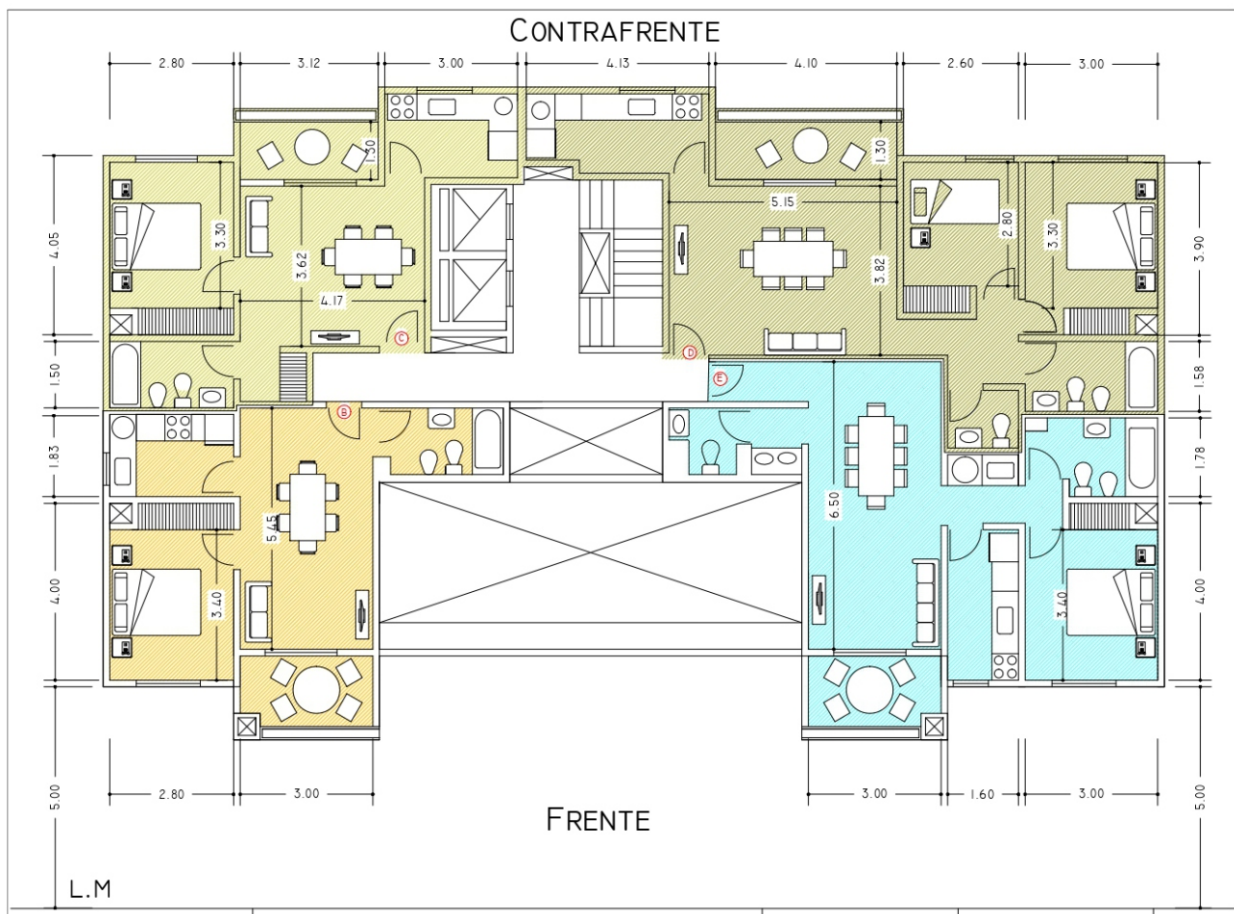 CONTRAFRENTE
2.80 3.12 3.00 4.13 4.10 2.60 3.00
1.30 1.30
4.05 3.30 3.62 4.17 5.15 3.82 2.80 3.30 3.90
C
D
1.50 E 1.58
B
1.83 5.45 6.50 1.78
4.00 3.40 3.40 4.00
5.00 2.80 3.00 3.00 1.60 3.00 5.00
FRENTE
L.M